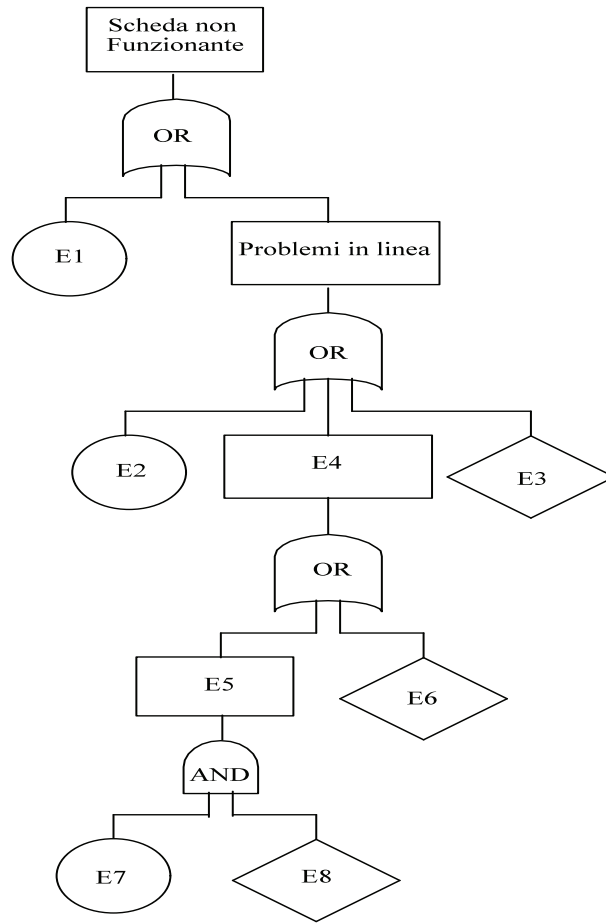 Scheda non
Funzionante
OR
E1
Problemi in linea
OR
E2
E4
E3
OR
E5
E6
AND
E7
E8